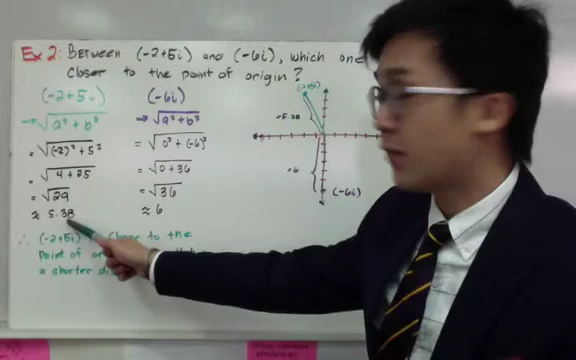 Ex 2: Between (-2+5i) and (-6i), which one
closer to the point of origin?
(-2+5i)
→ √a² + b²
= √(-2)² + 5²
= √4 + 25
= √29
≈ 5.38
(-6i)
→ √a² + b²
= √0² + (-6)²
= √0 + 36
= √36
≈ 6
(-2+5i)
≈5.38
≈6
(-6i)
∴ (-2+5i) is closer to the
Point of
a shorter